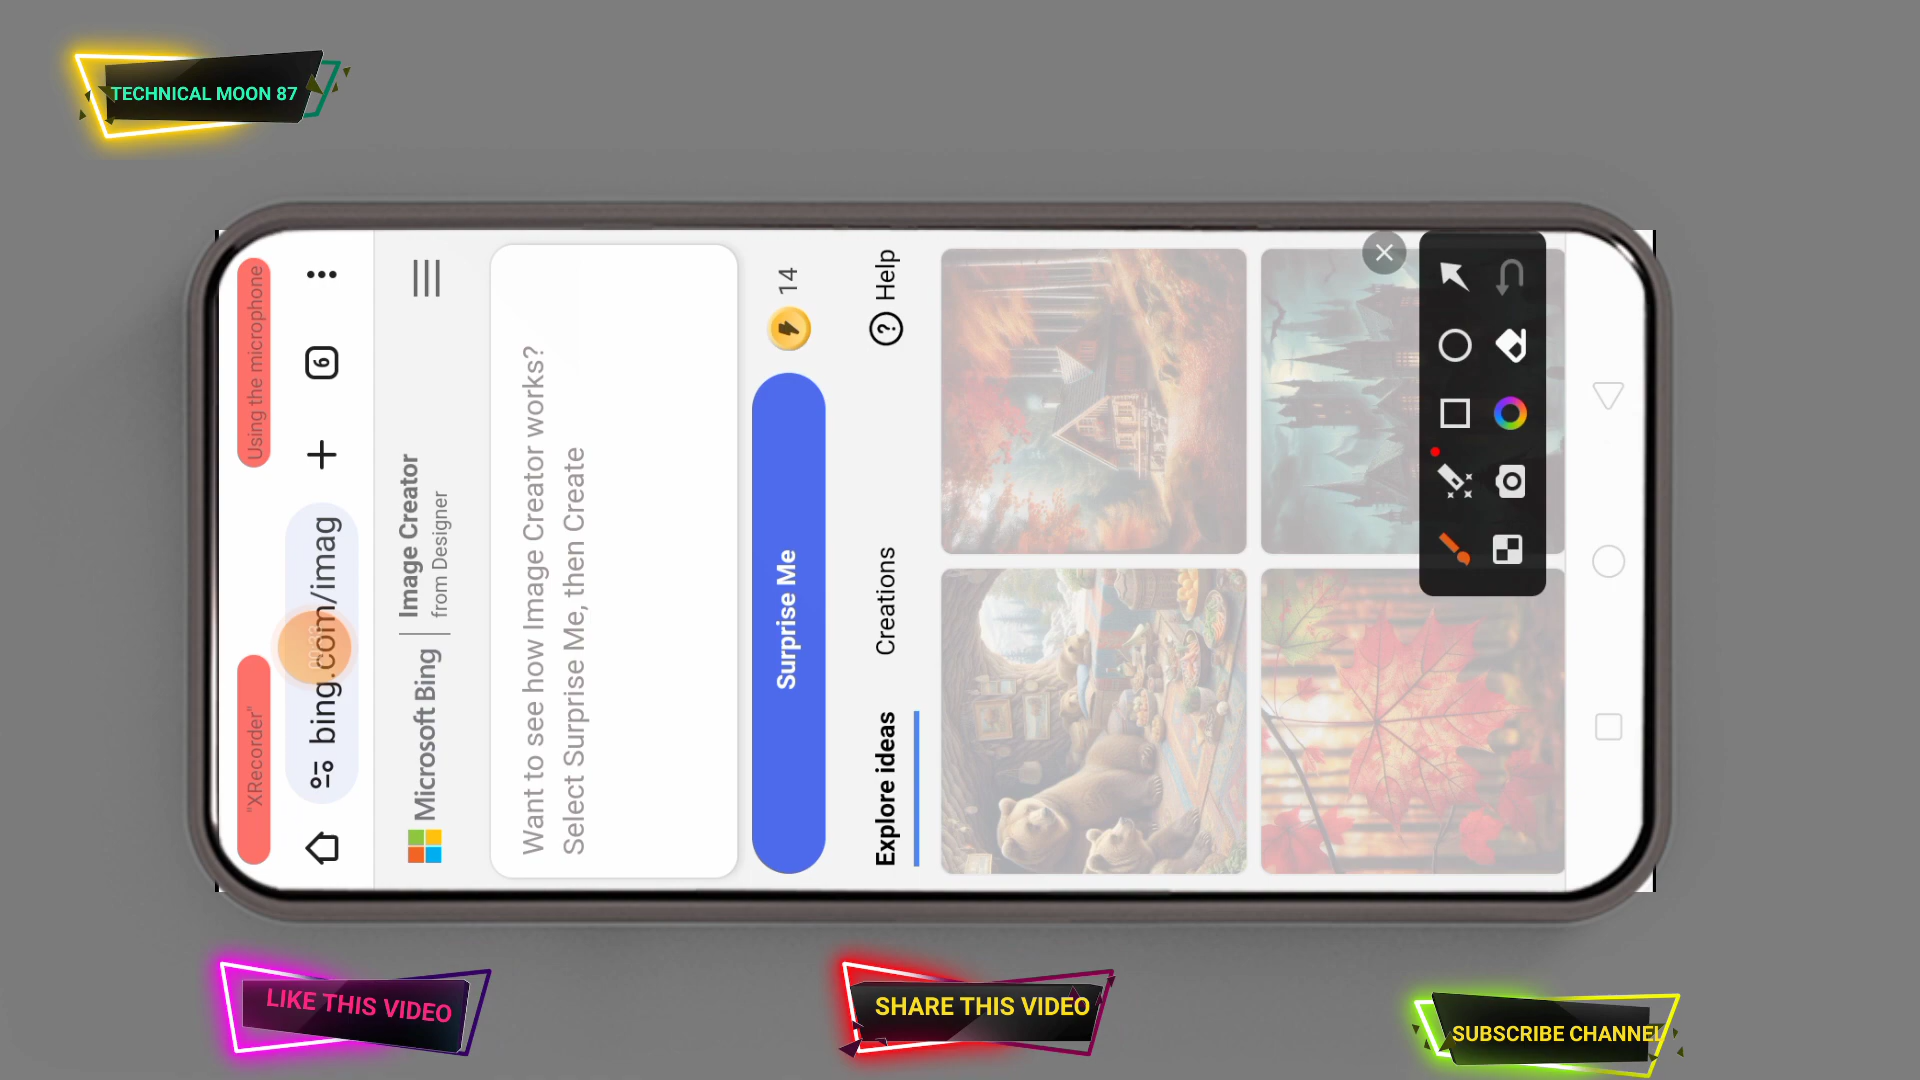 TECHNICAL MOON 87
"XRecorder"
Using the microphone
bing.com/imag
6
Microsoft Bing
Image Creator
from Designer
Want to see how Image Creator works?
Select Surprise Me, then Create
Surprise Me
14
Explore ideas
Creations
Help
LIKE THIS VIDEO
SHARE THIS VIDEO
SUBSCRIBE CHANNEL